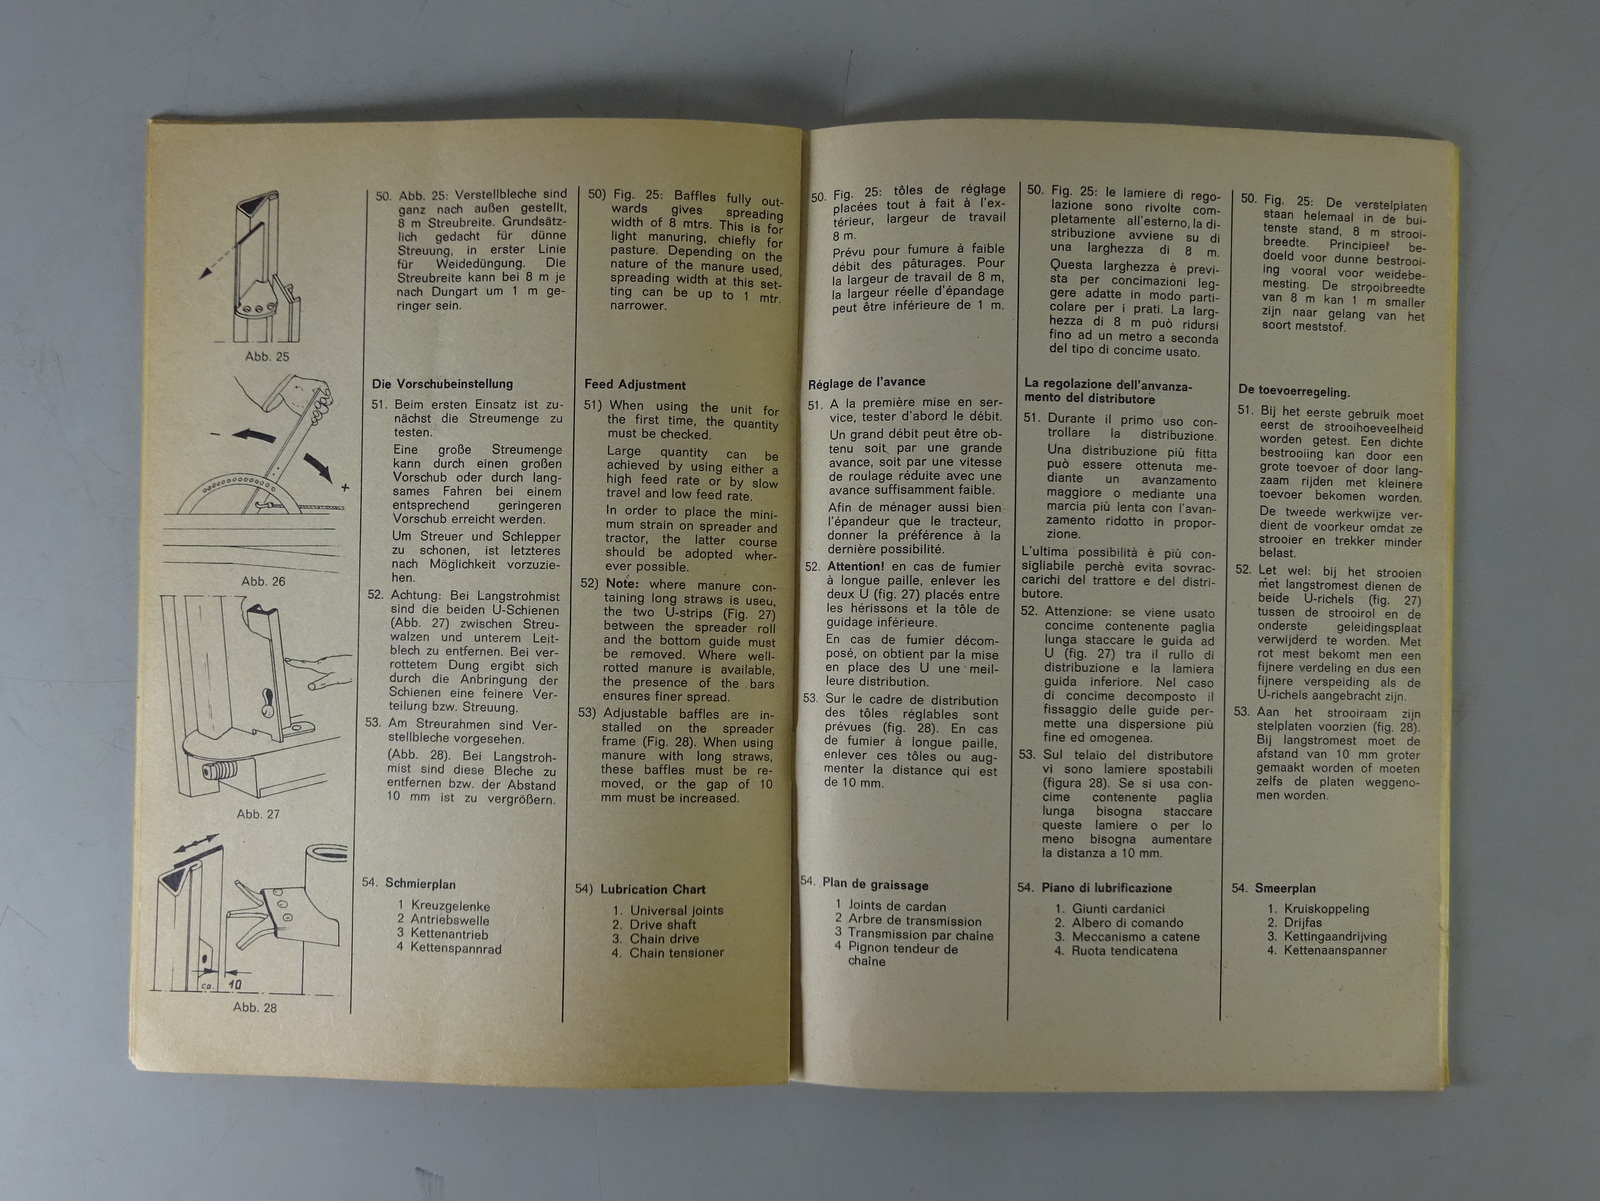 Abb. 25
–
+
Abb. 26
Abb. 27
ca. 10
Abb. 28
50. Abb. 25: Verstellbleche sind
ganz nach außen gestellt,
8 m Streubreite. Grundsätz-
lich gedacht für dünne
Streuung, in erster Linie
für Weidedüngung. Die
Streubreite kann bei 8 m je
nach Dungart um 1 m ge-
ringer sein.
Die Vorschubeinstellung
51. Beim ersten Einsatz ist zu-
nächst die Streumenge zu
testen.
Eine große Streumenge
kann durch einen großen
Vorschub oder durch lang-
sames Fahren bei einem
entsprechend geringeren
Vorschub erreicht werden.
Um Streuer und Schlepper
zu schonen, ist letzteres
nach Möglichkeit vorzuzie-
hen.
52. Achtung: Bei Langstrohmist
sind die beiden U-Schienen
(Abb. 27) zwischen Streu-
walzen und unterem Leit-
blech zu entfernen. Bei ver-
rottetem Dung ergibt sich
durch die Anbringung der
Schienen eine feinere Ver-
teilung bzw. Streuung.
53. Am Streurahmen sind Ver-
stellbleche vorgesehen.
(Abb. 28). Bei Langstroh-
mist sind diese Bleche zu
entfernen bzw. der Abstand
10 mm ist zu vergrößern.
54. Schmierplan
1 Kreuzgelenke
2 Antriebswelle
3 Kettenantrieb
4 Kettenspannrad
50) Fig. 25: Baffles fully out-
wards gives spreading
width of 8 mtrs. This is for
light manuring, chiefly for
pasture. Depending on the
nature of the manure used,
spreading width at this set-
ting can be up to 1 mtr.
narrower.
Feed Adjustment
51) When using the unit for
the first time, the quantity
must be checked.
Large quantity can be
achieved by using either a
high feed rate or by slow
travel and low feed rate.
In order to place the mini-
mum strain on spreader and
tractor, the latter course
should be adopted wher-
ever possible.
52) Note: where manure con-
taining long straws is useu,
the two U-strips (Fig. 27)
between the spreader roll
and the bottom guide must
be removed. Where well-
rotted manure is available,
the presence of the bars
ensures finer spread.
53) Adjustable baffles are in-
stalled on the spreader
frame (Fig. 28). When using
manure with long straws,
these baffles must be re-
moved, or the gap of 10
mm must be increased.
54) Lubrication Chart
1. Universal joints
2. Drive shaft
3. Chain drive
4. Chain tensioner
50. Fig. 25: tôles de réglage
placées tout à fait à l'ex-
térieur, largeur de travail
8 m.
Prévu pour fumure à faible
débit des pâturages. Pour
la largeur de travail de 8 m,
la largeur réelle d'épandage
peut être inférieure de 1 m.
Réglage de l'avance
51. A la première mise en ser-
vice, tester d'abord le débit.
Un grand débit peut être ob-
tenu soit par une grande
avance, soit par une vitesse
de roulage réduite avec une
avance suffisamment faible.
Afin de ménager aussi bien
l'épandeur que le tracteur,
donner la préférence à la
dernière possibilité.
52. Attention! en cas de fumier
à longue paille, enlever les
deux U (fig. 27) placés entre
les hérissons et la tôle de
guidage inférieure.
En cas de fumier décom-
posé, on obtient par la mise
en place des U une meil-
leure distribution.
53. Sur le cadre de distribution
des tôles réglables sont
prévues (fig. 28). En cas
de fumier à longue paille,
enlever ces tôles ou aug-
menter la distance qui est
de 10 mm.
54. Plan de graissage
1 Joints de cardan
2 Arbre de transmission
3 Transmission par chaîne
4 Pignon tendeur de
chaîne
50. Fig. 25: le lamiere di rego-
lazione sono rivolte com-
pletamente all'esterno, la di-
stribuzione avviene su di
una larghezza di 8 m.
Questa larghezza è previ-
sta per concimazioni leg-
gere adatte in modo parti-
colare per i prati. La larg-
hezza di 8 m può ridursi
fino ad un metro a seconda
del tipo di concime usato.
La regolazione dell'anvanza-
mento del distributore
51. Durante il primo uso con-
trollare la distribuzione.
Una distribuzione più fitta
può essere ottenuta me-
diante un avanzamento
maggiore o mediante una
marcia più lenta con l'avan-
zamento ridotto in propor-
zione.
L'ultima possibilità è più con-
sigliabile perchè evita sovrac-
carichi del trattore e del distri-
butore.
52. Attenzione: se viene usato
concime contenente paglia
lunga staccare le guida ad
U (fig. 27) tra il rullo di
distribuzione e la lamiera
guida inferiore. Nel caso
di concime decomposto il
fissaggio delle guide per-
mette una dispersione più
fine ed omogenea.
53. Sul telaio del distributore
vi sono lamiere spostabili
(figura 28). Se si usa con-
cime contenente paglia
lunga bisogna staccare
queste lamiere o per lo
meno bisogna aumentare
la distanza a 10 mm.
54. Piano di lubrificazione
1. Giunti cardanici
2. Albero di comando
3. Meccanismo a catene
4. Ruota tendicatena
50. Fig. 25: De verstelplaten
staan helemaal in de bui-
tenste stand, 8 m strooi-
breedte. Principieel be-
doeld voor dunne bestrooi-
ing vooral voor weidebe-
mesting. De strooibreedte
van 8 m kan 1 m smaller
zijn naar gelang van het
soort meststof.
De toevoerregeling.
51. Bij het eerste gebruik moet
eerst de strooihoeveelheid
worden getest. Een dichte
bestrooiing kan door een
grote toevoer of door lang-
zaam rijden met kleinere
toevoer bekomen worden.
De tweede werkwijze ver-
dient de voorkeur omdat ze
strooier en trekker minder
belast.
52. Let wel: bij het strooien
met langstromest dienen de
beide U-richels (fig. 27)
tussen de strooirol en de
onderste geleidingsplaat
verwijderd te worden. Met
rot mest bekomt men een
fijnere verdeling en dus een
fijnere verspeiding als de
U-richels aangebracht zijn.
53. Aan het strooiraam zijn
stelplaten voorzien (fig. 28).
Bij langstromest moet de
afstand van 10 mm groter
gemaakt worden of moeten
zelfs de platen weggeno-
men worden.
54. Smeerplan
1. Kruiskoppeling
2. Drijfas
3. Kettingaandrijving
4. Kettenaanspanner